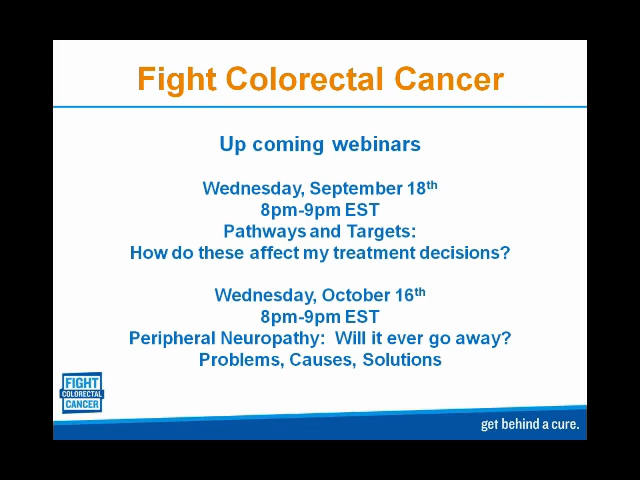 Fight Colorectal Cancer
Up coming webinars
Wednesday, September 18th
8pm-9pm EST
Pathways and Targets:
How do these affect my treatment decisions?
Wednesday, October 16th
8pm-9pm EST
Peripheral Neuropathy:  Will it ever go away?
Problems, Causes, Solutions
FIGHT
COLORECTAL
CANCER
get behind a cure.